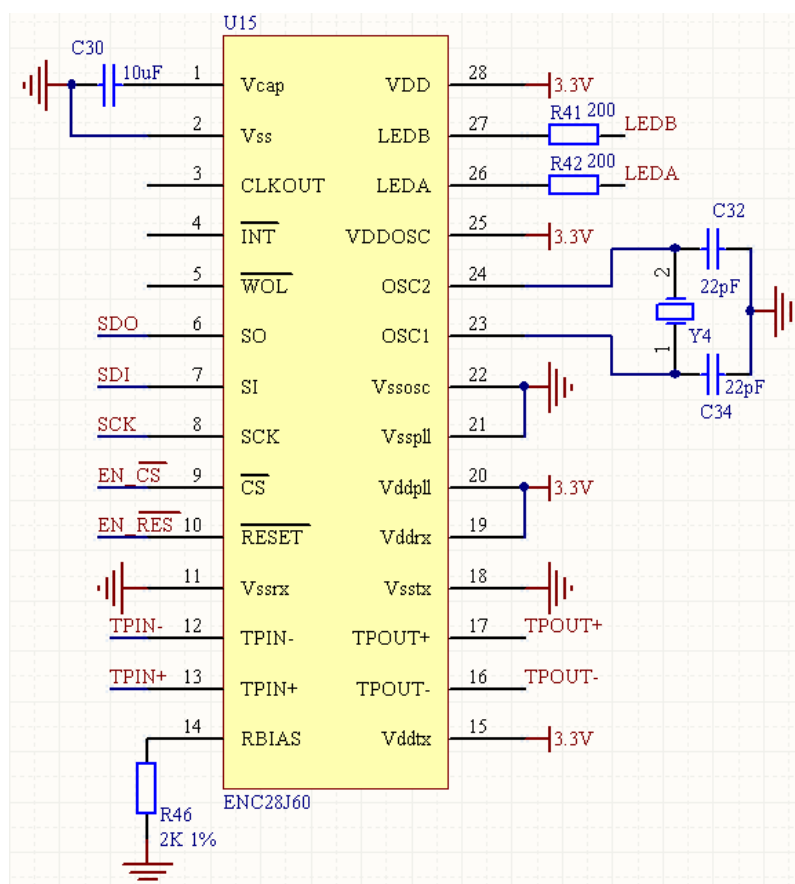 U15
C30
10uF
1 Vcap VDD 28 3.3V
R41 200
2 Vss LEDB 27 LEDB
R42 200
3 CLKOUT LEDA 26 LEDA
4 INT VDDOSC 25 3.3V
C32
5 WOL OSC2 24 2 22pF
SDO 6 SO OSC1 23 Y4
1
SDI 7 SI Vssosc 22 22pF
C34
SCK 8 SCK Vsspll 21
EN_CS 9 CS Vddpll 20 3.3V
EN_RES 10 RESET Vddrx 19
11 Vssrx Vsstx 18
TPIN- 12 TPIN- TPOUT+ 17 TPOUT+
TPIN+ 13 TPIN+ TPOUT- 16 TPOUT-
14 RBIAS Vddtx 15 3.3V
ENC28J60
R46
2K 1%